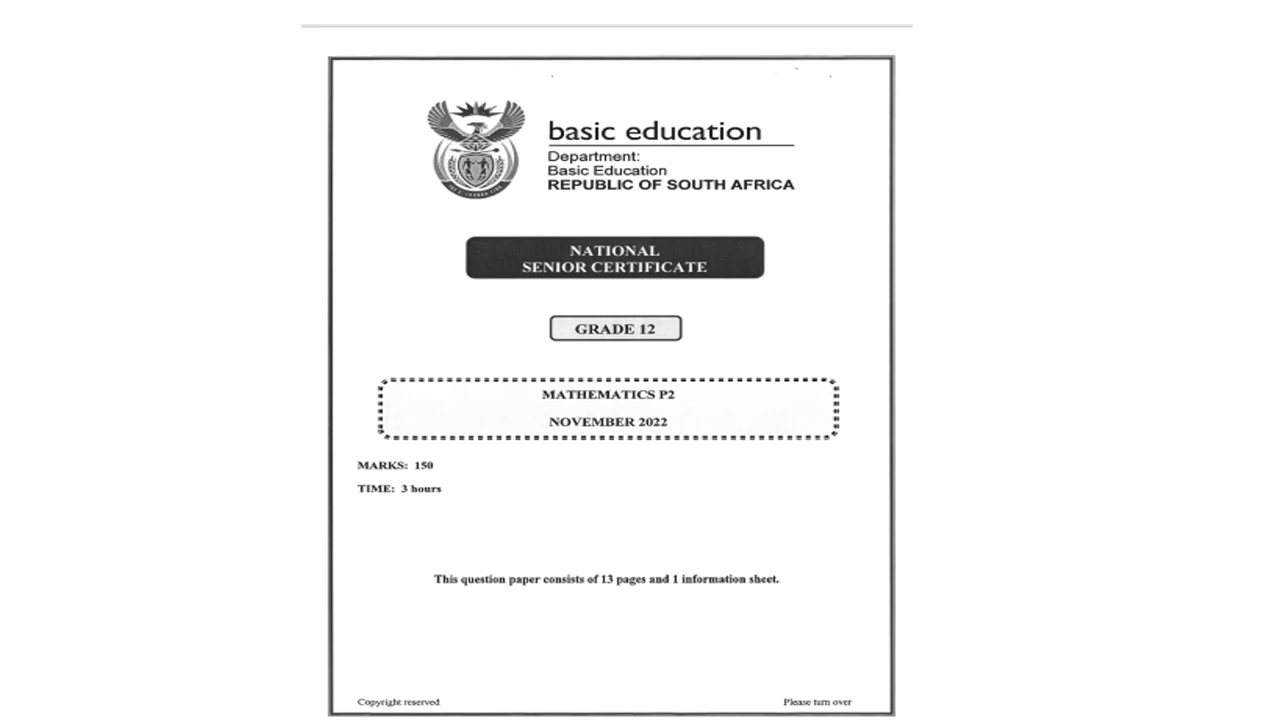 basic education
Department:
Basic Education
REPUBLIC OF SOUTH AFRICA
NATIONAL
SENIOR CERTIFICATE
GRADE 12
MATHEMATICS P2
NOVEMBER 2022
MARKS: 150
TIME: 3 hours
This question paper consists of 13 pages and 1 information sheet.
Copyright reserved
Please turn over